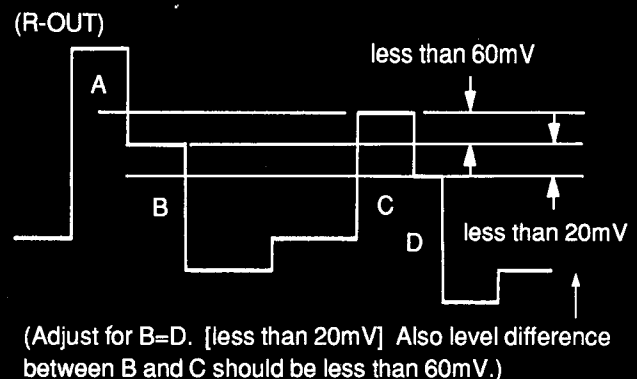 (R-OUT)
less than 60mV
A
B
C
D
less than 20mV
(Adjust for B=D. [less than 20mV] Also level difference
between B and C should be less than 60mV.)